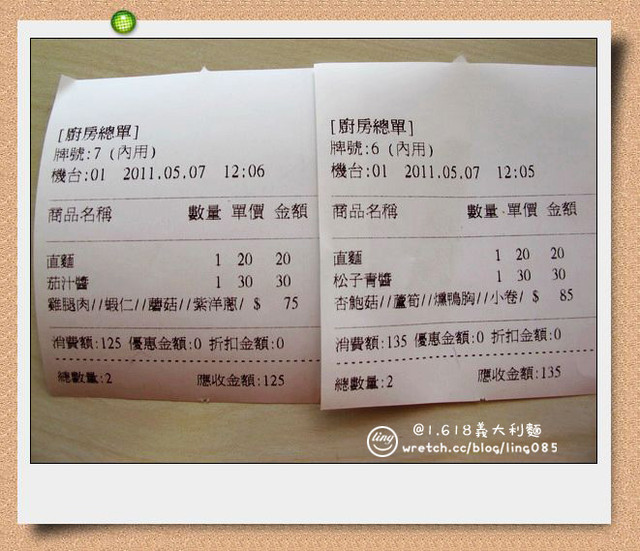 [廚房總單]
牌號:7 (內用)
機台:01 2011.05.07 12:06
商品名稱 數量 單價 金額
直麵 1 20 20
茄汁醬 1 30 30
雞腿肉//蝦仁//蘑菇//紫洋蔥/ $ 75
消費額:125 優惠金額:0 折扣金額:0
總數量:2 應收金額:125
[廚房總單]
牌號:6 (內用)
機台:01 2011.05.07 12:05
商品名稱 數量 單價 金額
直麵 1 20 20
松子青醬 1 30 30
杏鮑菇//蘆筍//燻鴨胸//小卷/ $ 85
消費額:135 優惠金額:0 折扣金額:0
總數量:2 應收金額:135
ling
@1.618義大利麵
wretch.cc/blog/ling085